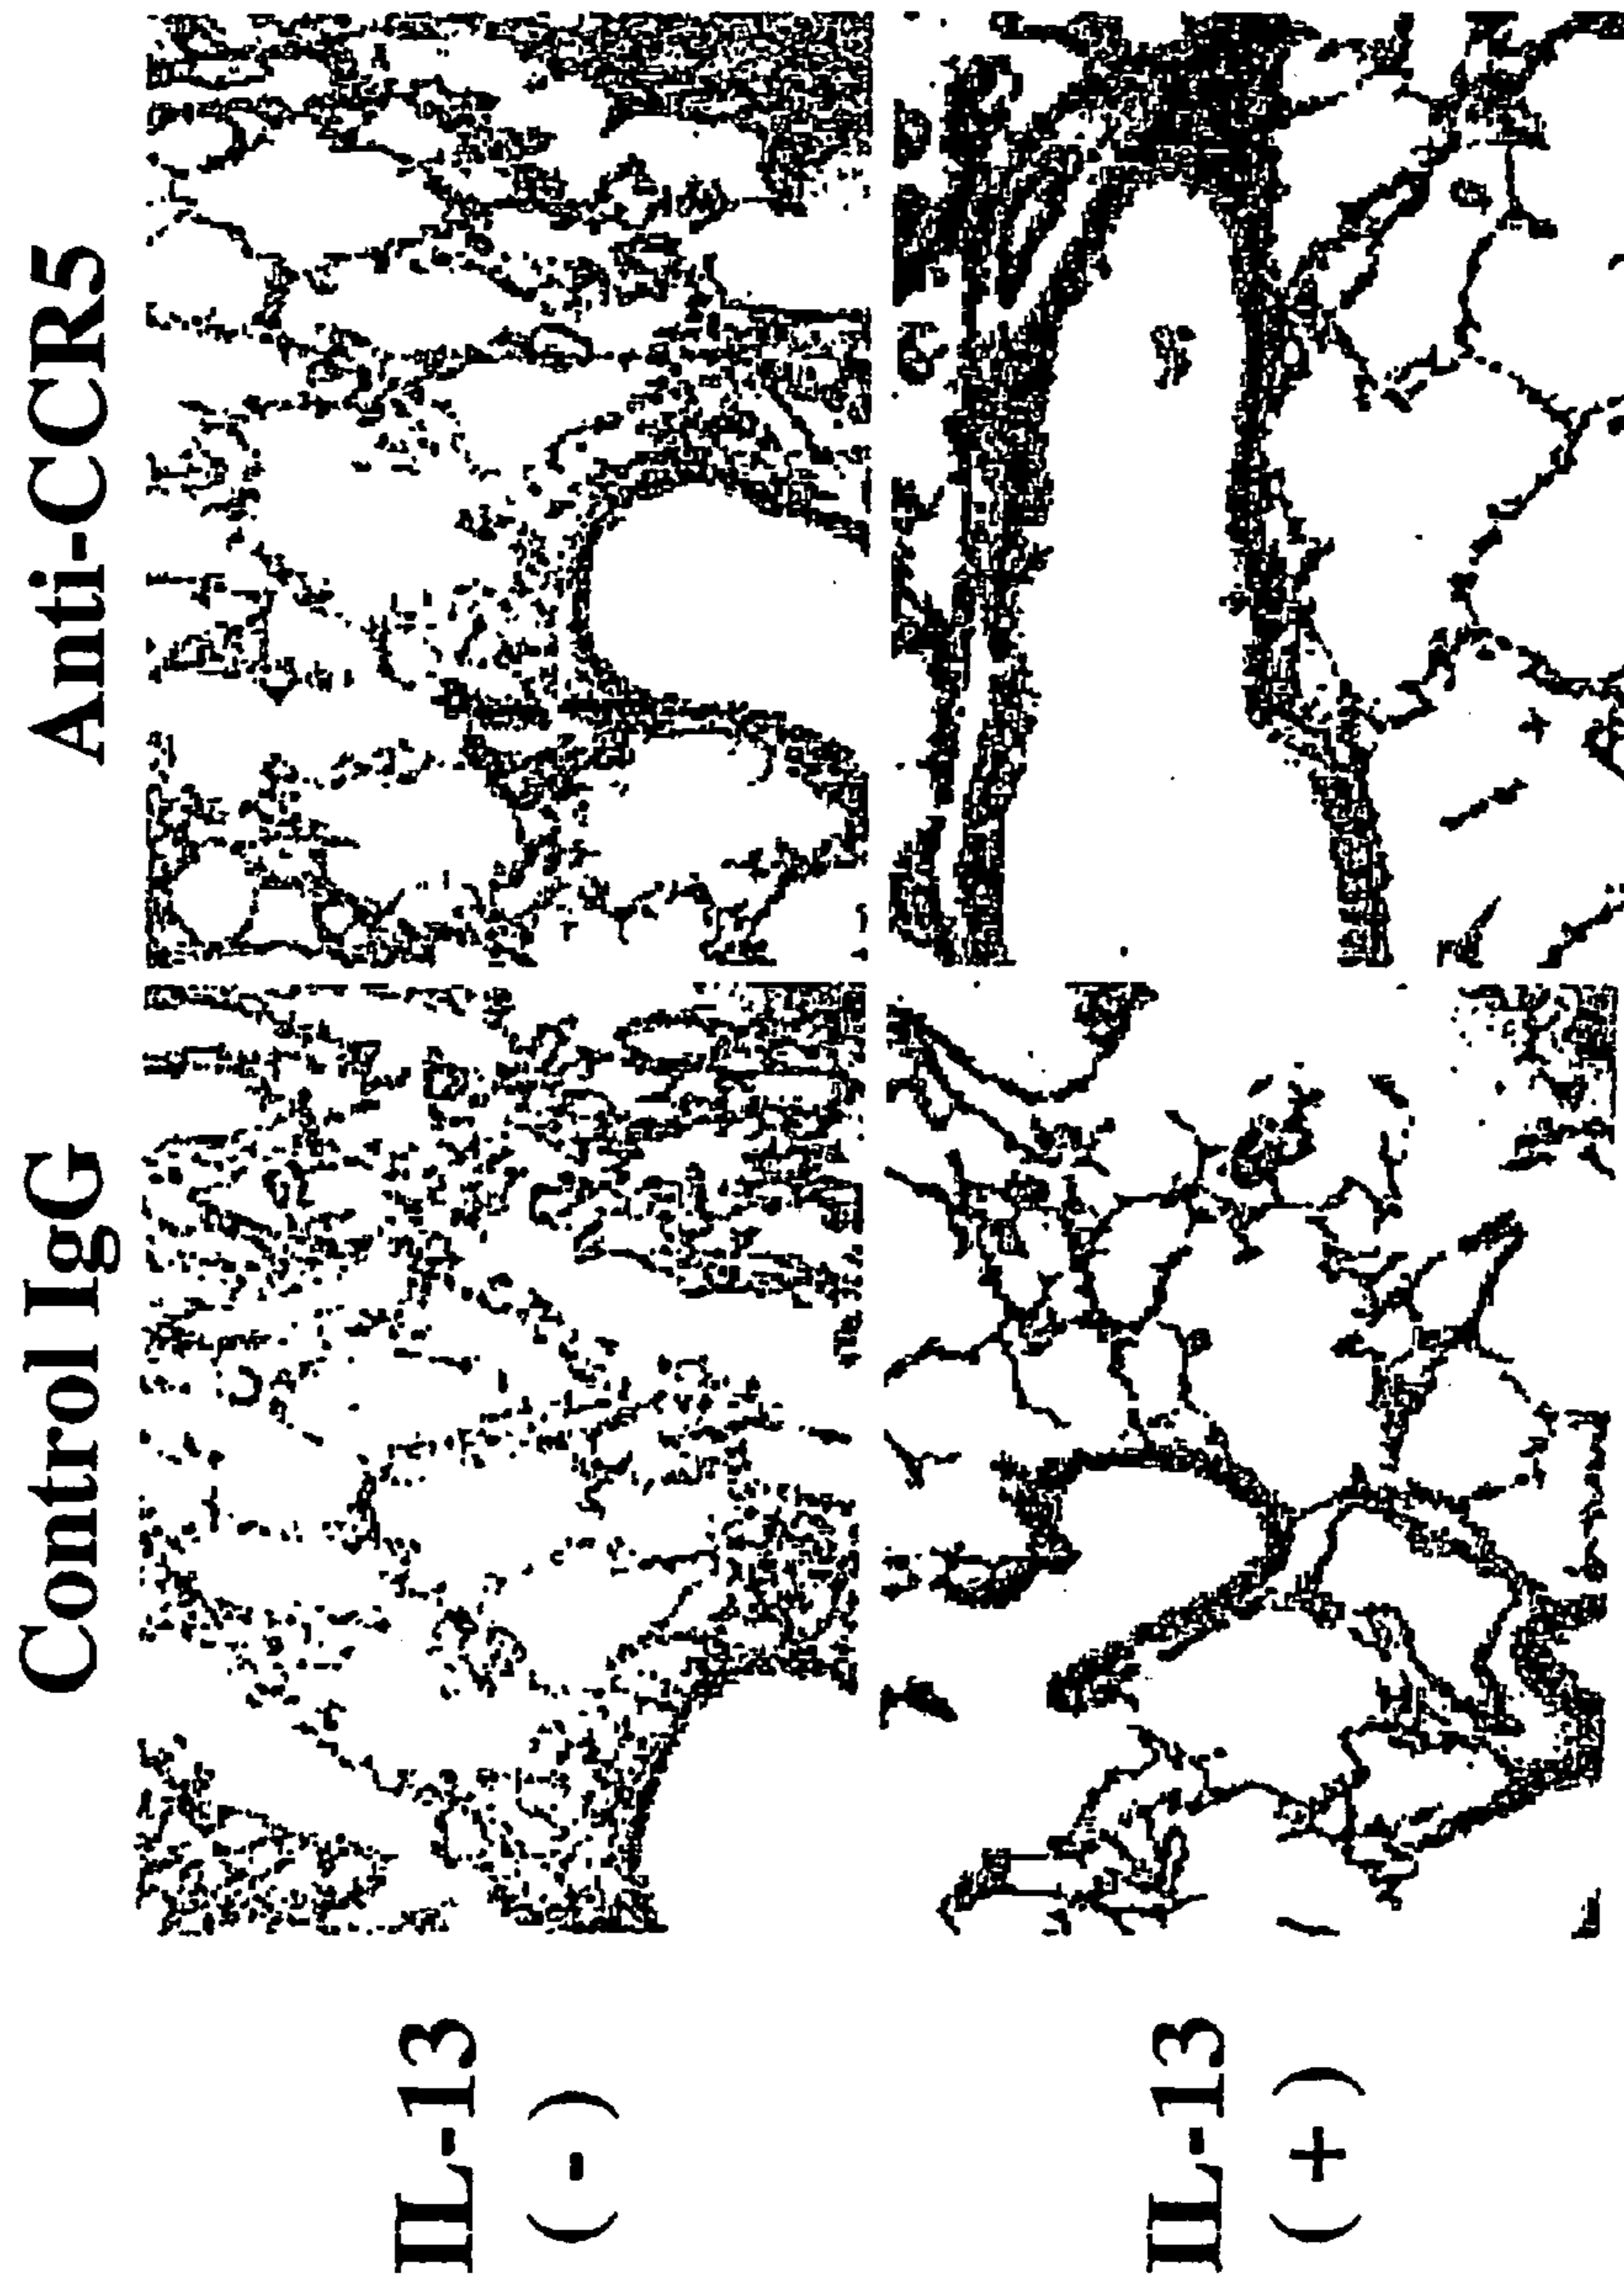 Control IgG Anti-CCR5
IL-13
(-)
IL-13
(+)